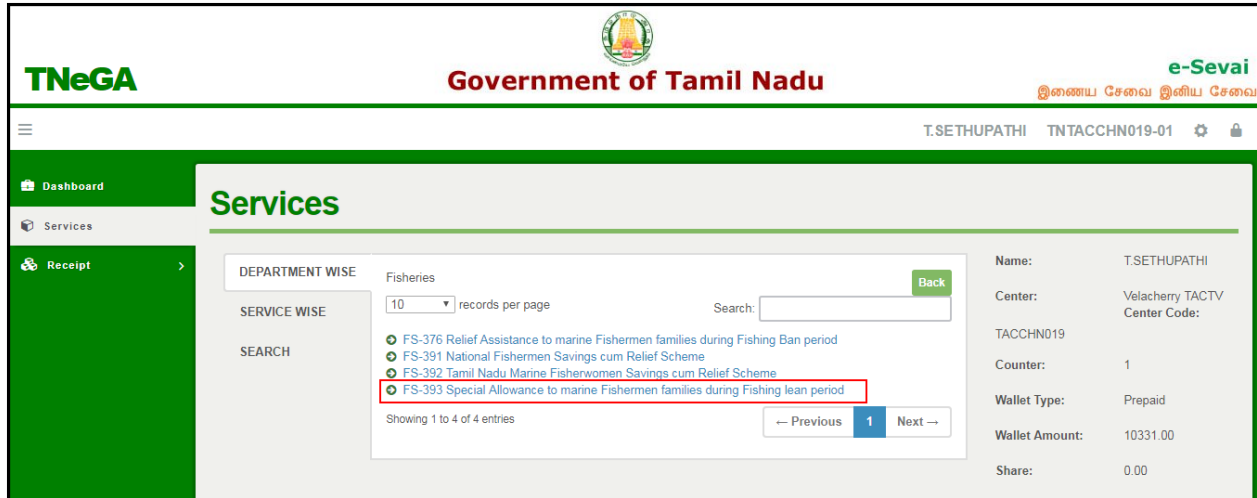 TNeGA
Government of Tamil Nadu
e-Sevai
இணைய சேவை இனிய சேவை
T.SETHUPATHI TNTACCHN019-01
Dashboard
Services
Receipt
Services
DEPARTMENT WISE
SERVICE WISE
SEARCH
Fisheries
Back
10 records per page
Search:
FS-376 Relief Assistance to marine Fishermen families during Fishing Ban period
FS-391 National Fishermen Savings cum Relief Scheme
FS-392 Tamil Nadu Marine Fisherwomen Savings cum Relief Scheme
FS-393 Special Allowance to marine Fishermen families during Fishing lean period
Showing 1 to 4 of 4 entries
← Previous 1 Next →
Name: T.SETHUPATHI
Center: Velacherry TACTV
Center Code:
TACCHN019
Counter: 1
Wallet Type: Prepaid
Wallet Amount: 10331.00
Share: 0.00